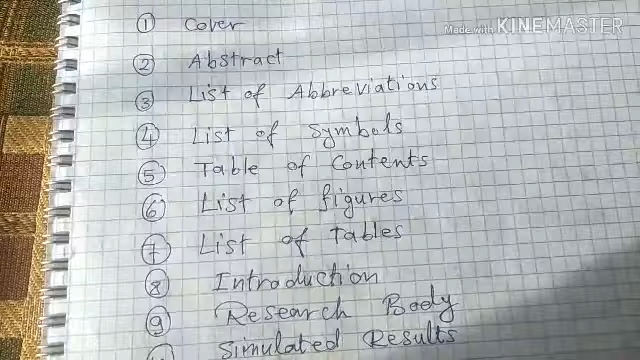 Made with KINEMASTER
① Cover
② Abstract
③ List of Abbreviations
④ List of Symbols
⑤ Table of Contents
⑥ List of figures
⑦ List of Tables
⑧ Introduction
⑨ Research Body
Simulated Results